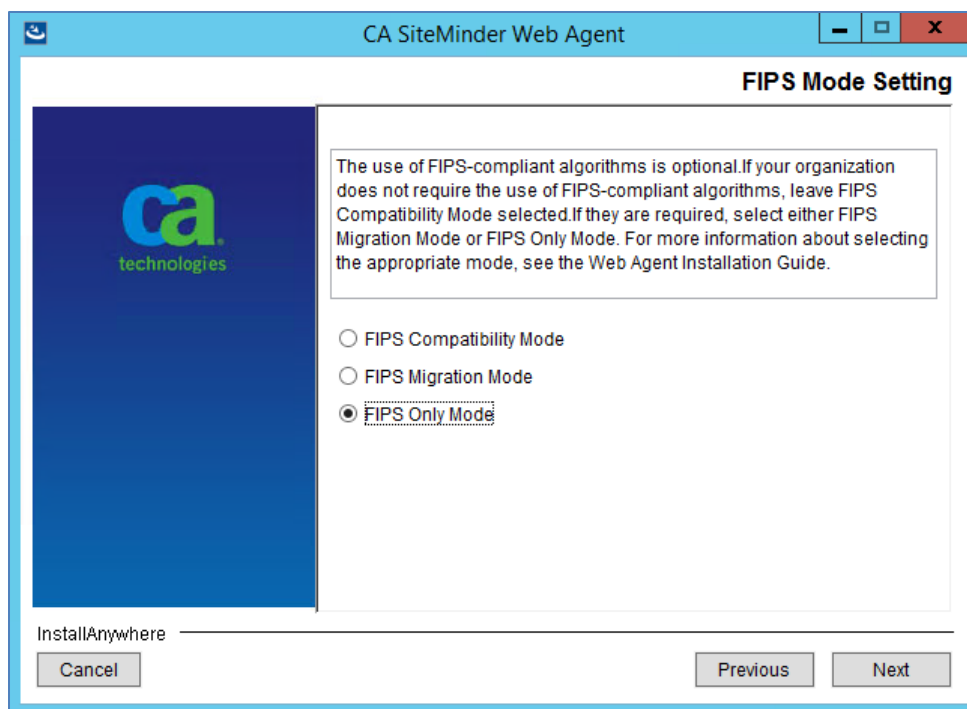 CA SiteMinder Web Agent
FIPS Mode Setting
ca
technologies
The use of FIPS-compliant algorithms is optional.If your organization
does not require the use of FIPS-compliant algorithms, leave FIPS
Compatibility Mode selected.If they are required, select either FIPS
Migration Mode or FIPS Only Mode. For more information about selecting
the appropriate mode, see the Web Agent Installation Guide.
FIPS Compatibility Mode
FIPS Migration Mode
FIPS Only Mode
InstallAnywhere
Cancel Previous Next